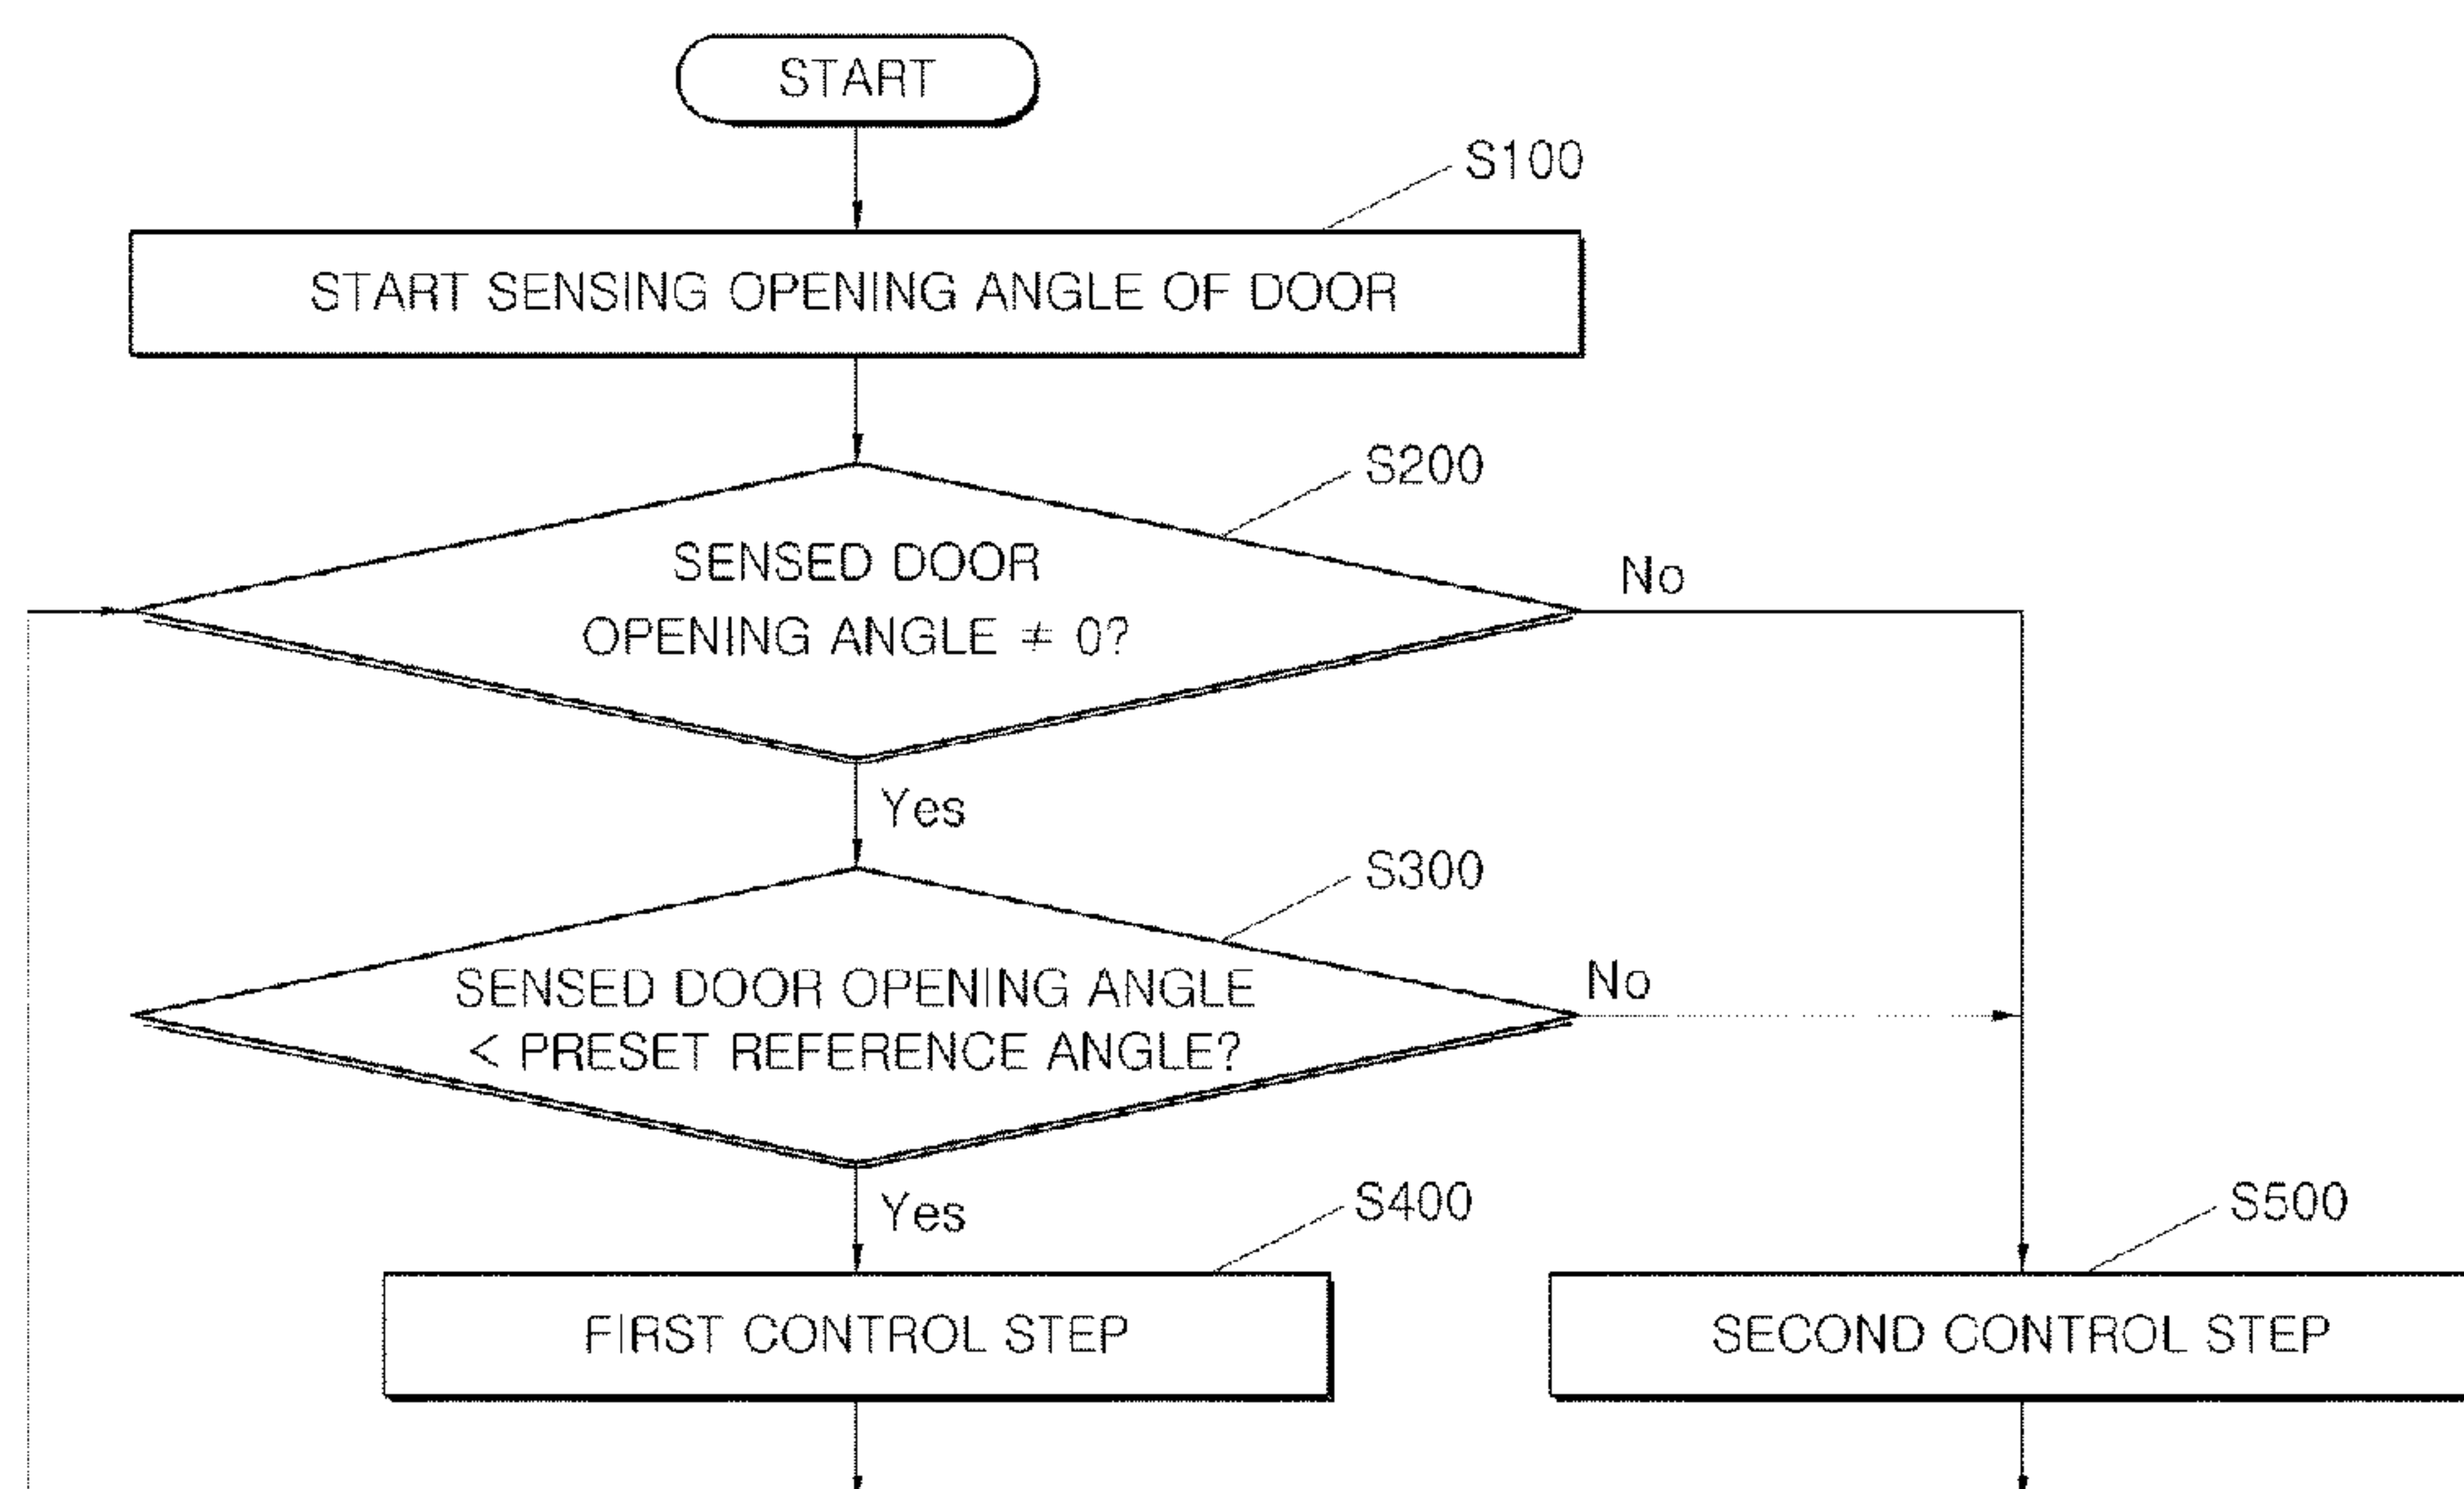 START
S100
START SENSING OPENING ANGLE OF DOOR
S200
SENSED DOOR
OPENING ANGLE ≠ 0?
No
Yes
S300
SENSED DOOR OPENING ANGLE
< PRESET REFERENCE ANGLE?
No
Yes
S400
S500
FIRST CONTROL STEP
SECOND CONTROL STEP